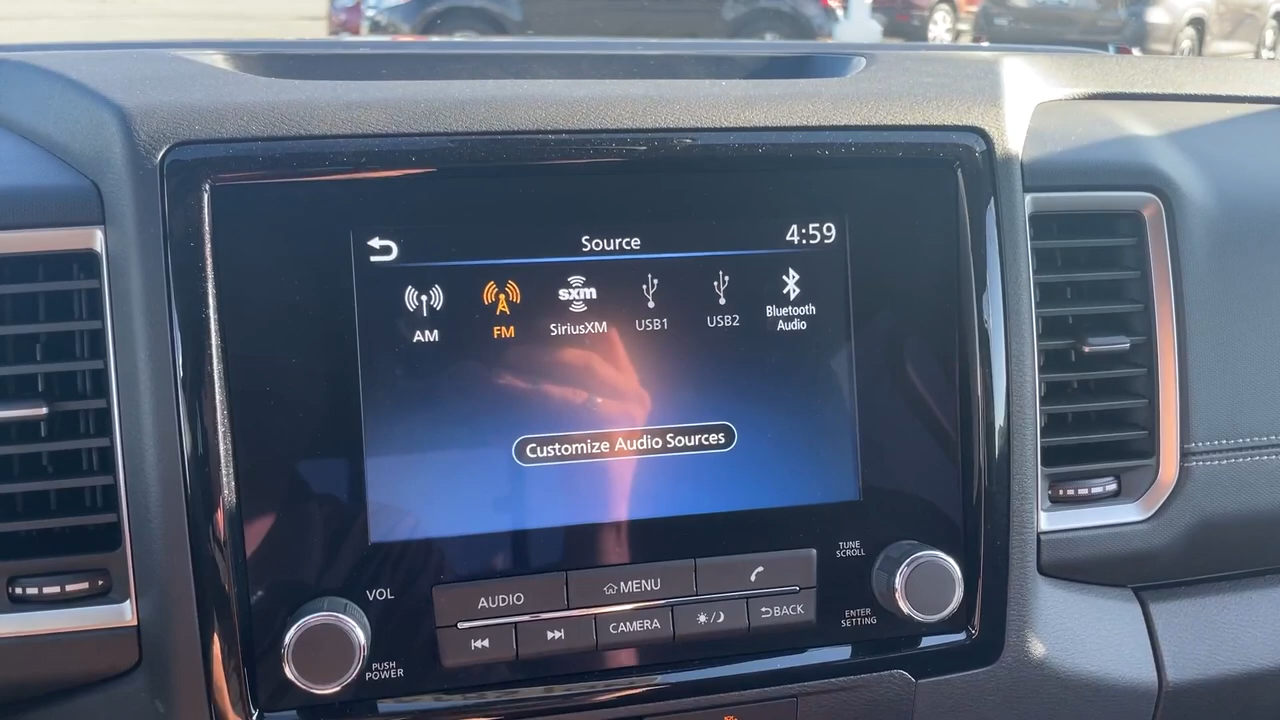 Source
4:59
AM
FM
sxm
SiriusXM
USB1
USB2
Bluetooth
Audio
Customize Audio Sources
VOL
PUSH
POWER
AUDIO
MENU
CAMERA
BACK
TUNE
SCROLL
ENTER
SETTING